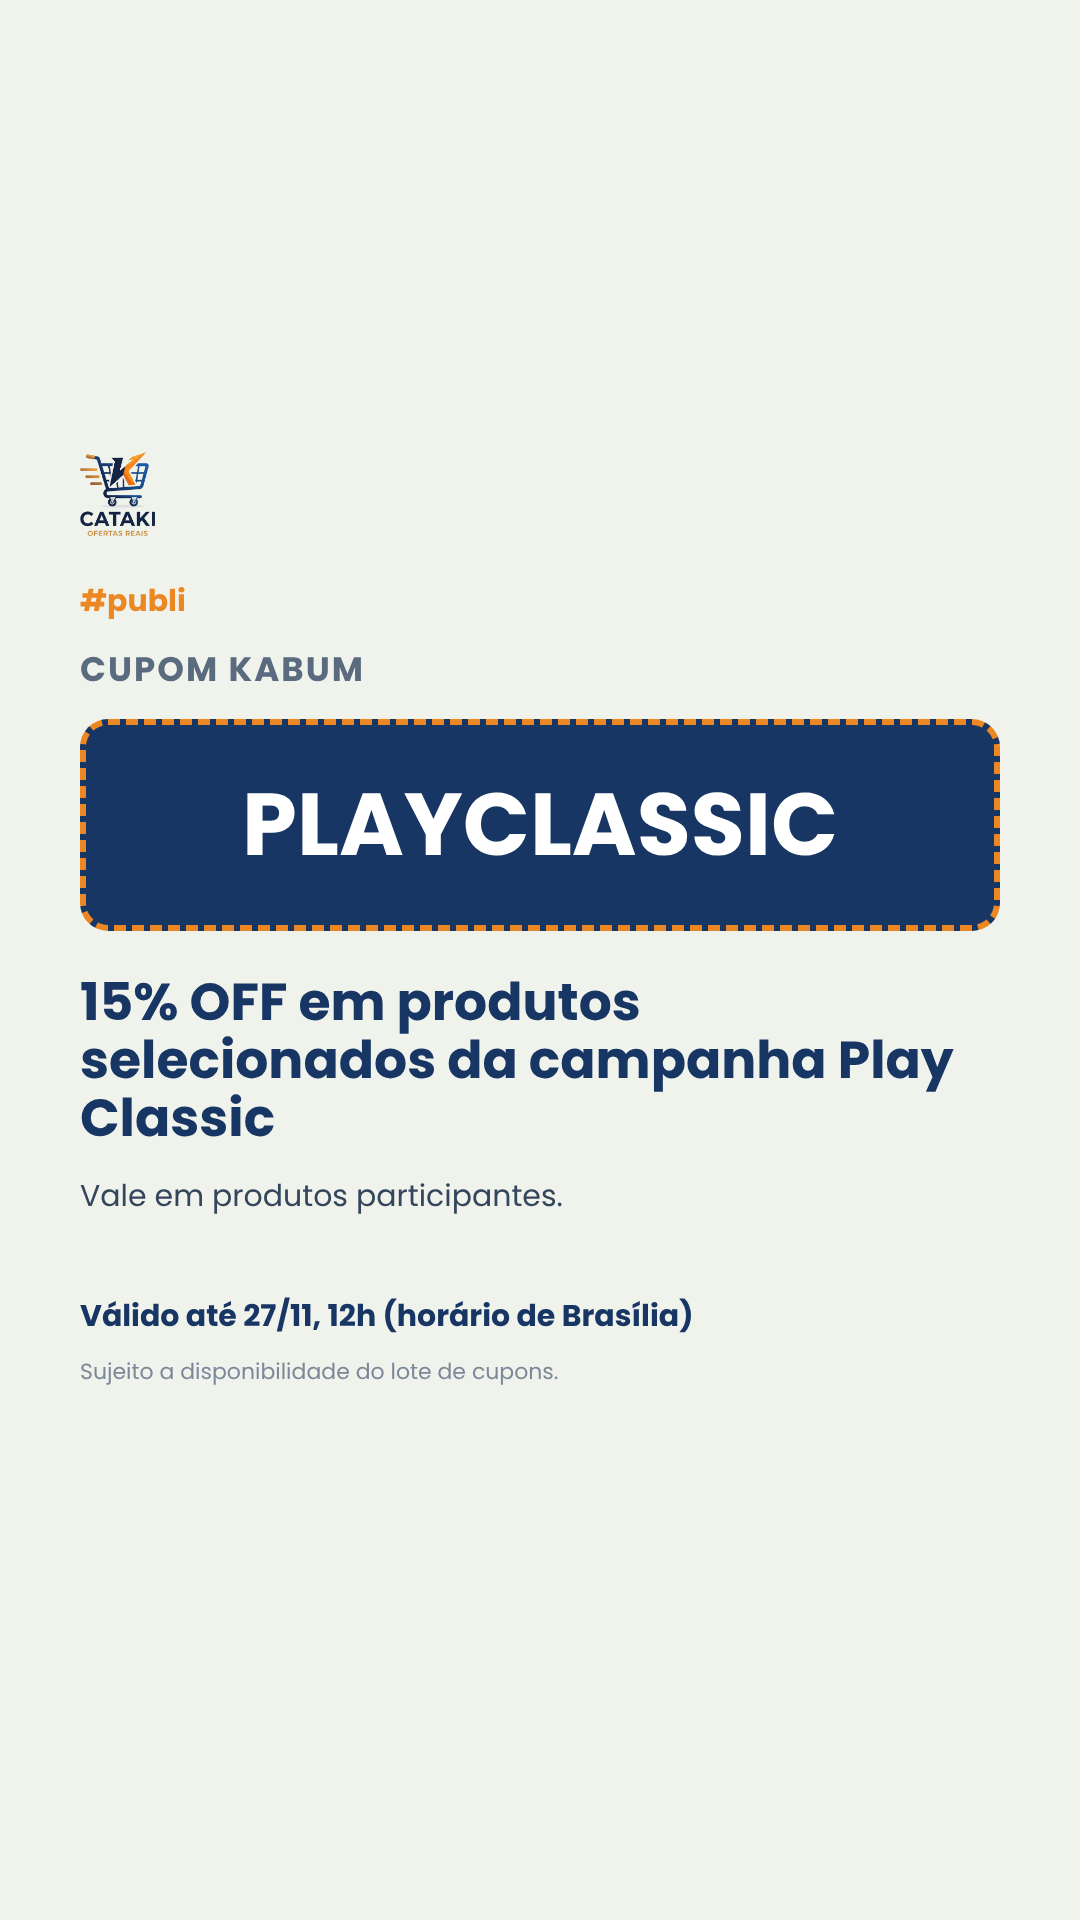 CATAKI
OFERTAS REAIS
#publi
CUPOM KABUM
PLAYCLASSIC
15% OFF em produtos
selecionados da campanha Play
Classic
Vale em produtos participantes.
Válido até 27/11, 12h (horário de Brasília)
Sujeito a disponibilidade do lote de cupons.